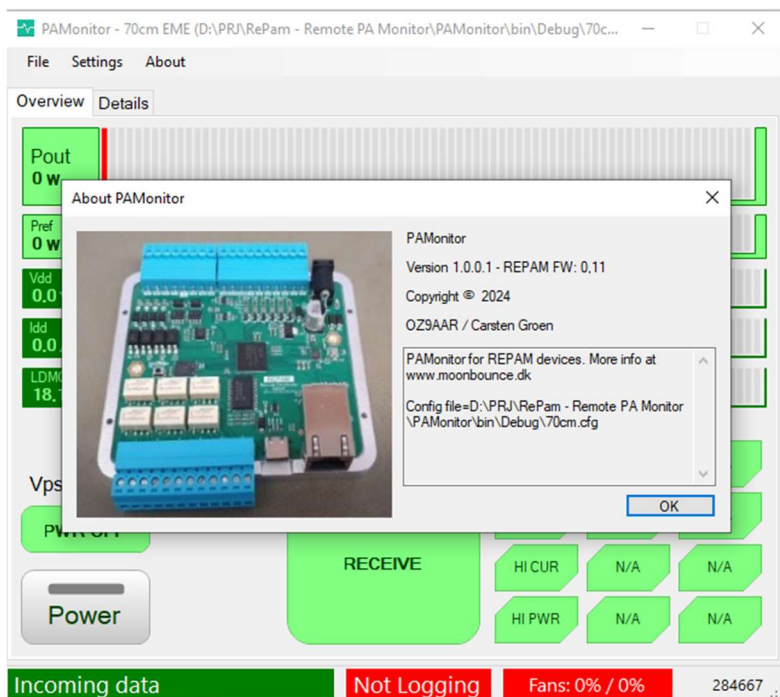 PAMonitor - 70cm EME (D:\PRJ\RePam - Remote PA Monitor\PAMonitor\bin\Debug\70c...
File Settings About
Overview Details
Pout
0 w
Pref
0 w
Vdd
0.0
Idd
0.0
LDMO
18.
Vps
PWR OFF
Power
About PAMonitor
PAMonitor
Version 1.0.0.1 - REPAM FW: 0,11
Copyright © 2024
OZ9AAR / Carsten Groen
PAMonitor for REPAM devices. More info at
www.moonbounce.dk
Config file=D:\PRJ\RePam - Remote PA Monitor
\PAMonitor\bin\Debug\70cm.cfg
OK
RECEIVE
HI CUR N/A N/A
HI PWR N/A N/A
Incoming data Not Logging Fans: 0% / 0% 284667